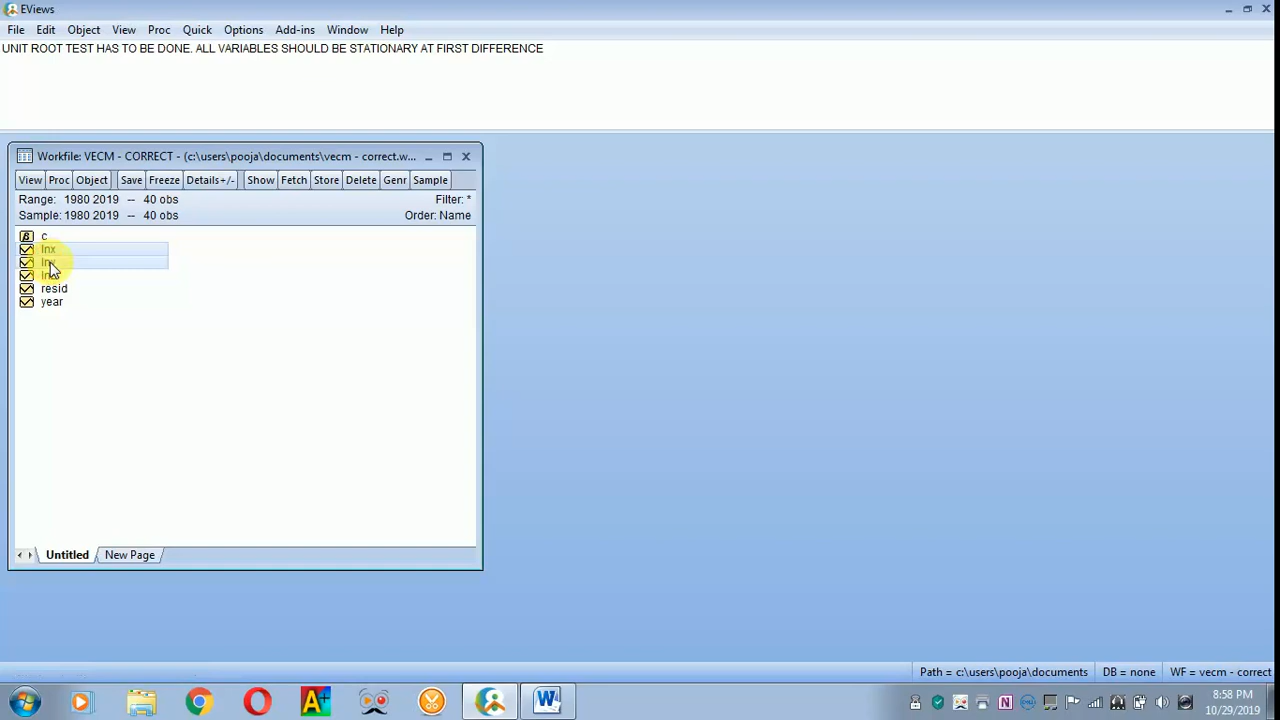 EViews
File Edit Object View Proc Quick Options Add-ins Window Help
UNIT ROOT TEST HAS TO BE DONE. ALL VARIABLES SHOULD BE STATIONARY AT FIRST DIFFERENCE
Workfile: VECM - CORRECT - (c:\users\pooja\documents\vecm - correct.w...
View Proc Object Save Freeze Details+/- Show Fetch Store Delete Genr Sample
Range: 1980 2019 -- 40 obs Filter: *
Sample: 1980 2019 -- 40 obs Order: Name
c
lnx
resid
year
Untitled New Page
Path = c:\users\pooja\documents DB = none WF = vecm - correct
8:58 PM
10/29/2019